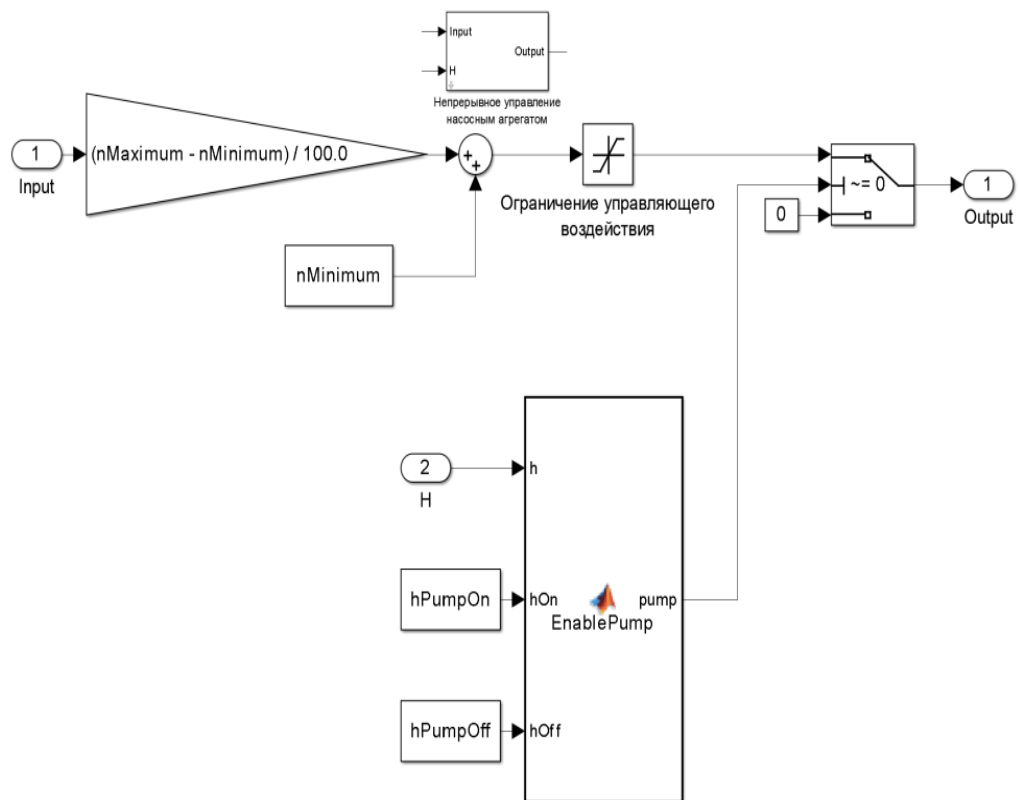 Input
Output
H
Непрерывное управление
насосным агрегатом
1
Input
(nMaximum - nMinimum) / 100.0
+
+
Ограничение управляющего
воздействия
~= 0
0
1
Output
nMinimum
2
H
h
hPumpOn
hOn
pump
EnablePump
hPumpOff
hOff